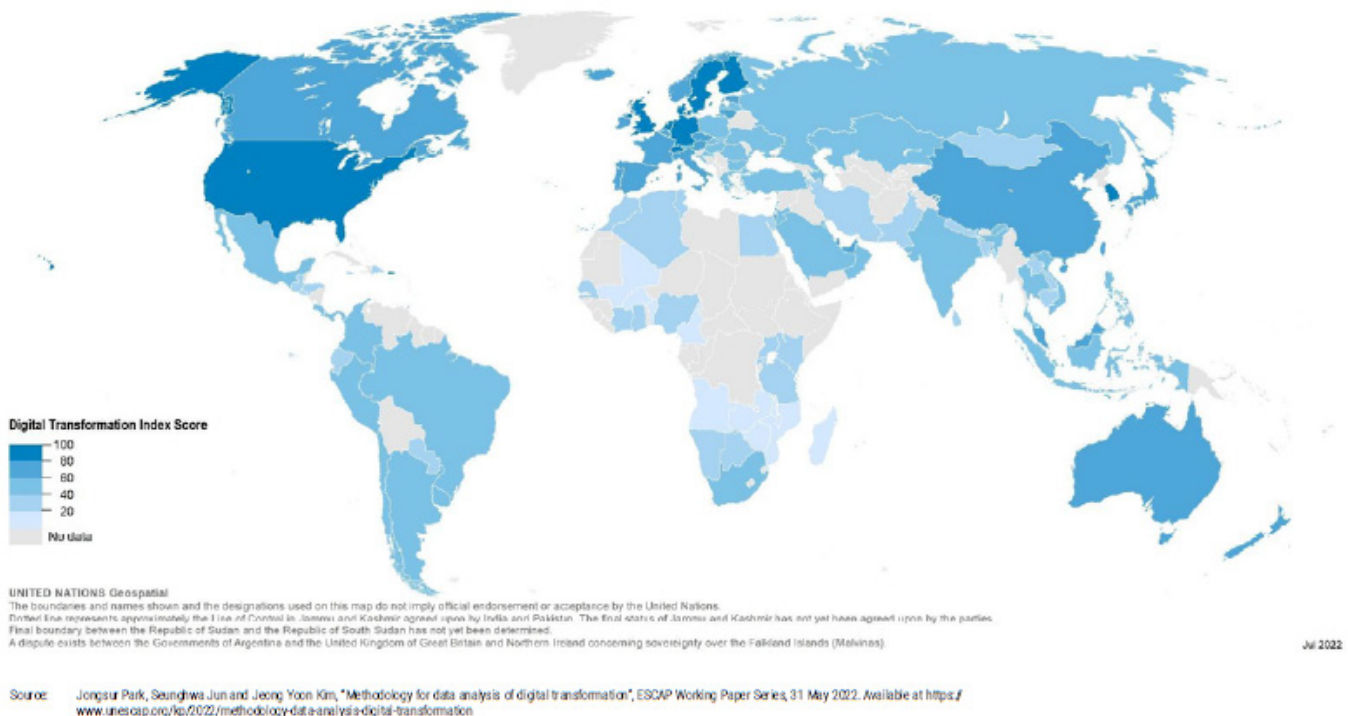 Digital Transformation Index Score
100
80
60
40
20
No data
UNITED NATIONS Geospatial
The boundaries and names shown and the designations used on this map do not imply official endorsement or acceptance by the United Nations.
Dotted line represents approximately the Line of Control in Jammu and Kashmir agreed upon by India and Pakistan. The final status of Jammu and Kashmir has not yet been agreed upon by the parties.
Final boundary between the Republic of Sudan and the Republic of South Sudan has not yet been determined.
A dispute exists between the Governments of Argentina and the United Kingdom of Great Britain and Northern Ireland concerning sovereignty over the Falkland Islands (Malvinas).
Jul 2022
Source: Jongsur Park, Seunghwa Jun and Jeong Yoon Kim, "Methodology for data analysis of digital transformation", ESCAP Working Paper Series, 31 May 2022. Available at https:/
www.unescap.org/kp/2022/methodology-data-analysis-digital-transformation